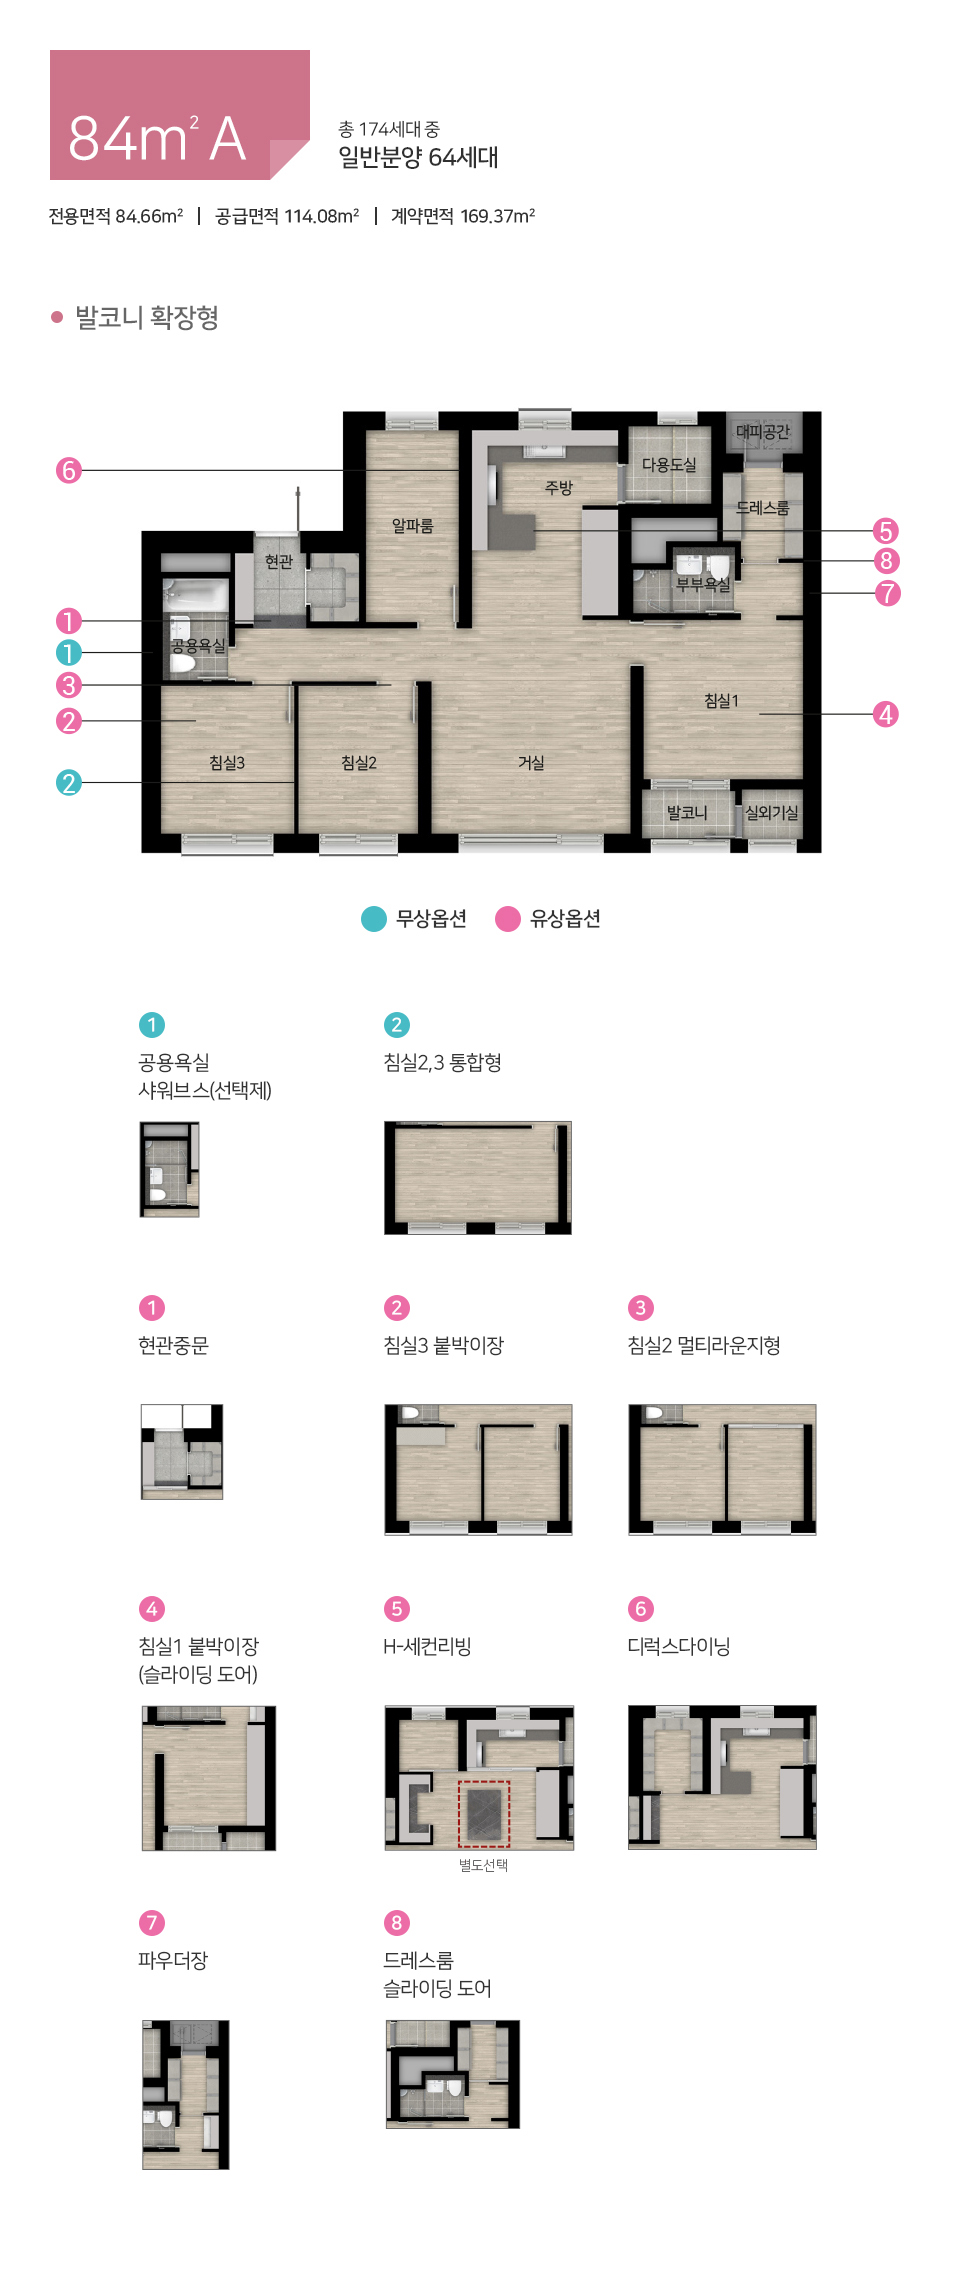 84m² A
총 174세대 중
일반분양 64세대
전용면적 84.66m² | 공급면적 114.08m² | 계약면적 169.37m²
발코니 확장형
대피공간
다용도실
6
주방
드레스룸
알파룸
5
현관
8
부부욕실
7
1
공용욕실
1
3
침실1
2
4
침실3
침실2
거실
2
발코니
실외기실
무상옵션
유상옵션
1
2
공용욕실
샤워브스(선택제)
침실2,3 통합형
1
2
3
현관중문
침실3 붙박이장
침실2 멀티라운지형
4
5
6
침실1 붙박이장
(슬라이딩 도어)
H-세컨리빙
디럭스다이닝
별도선택
7
8
파우더장
드레스룸
슬라이딩 도어